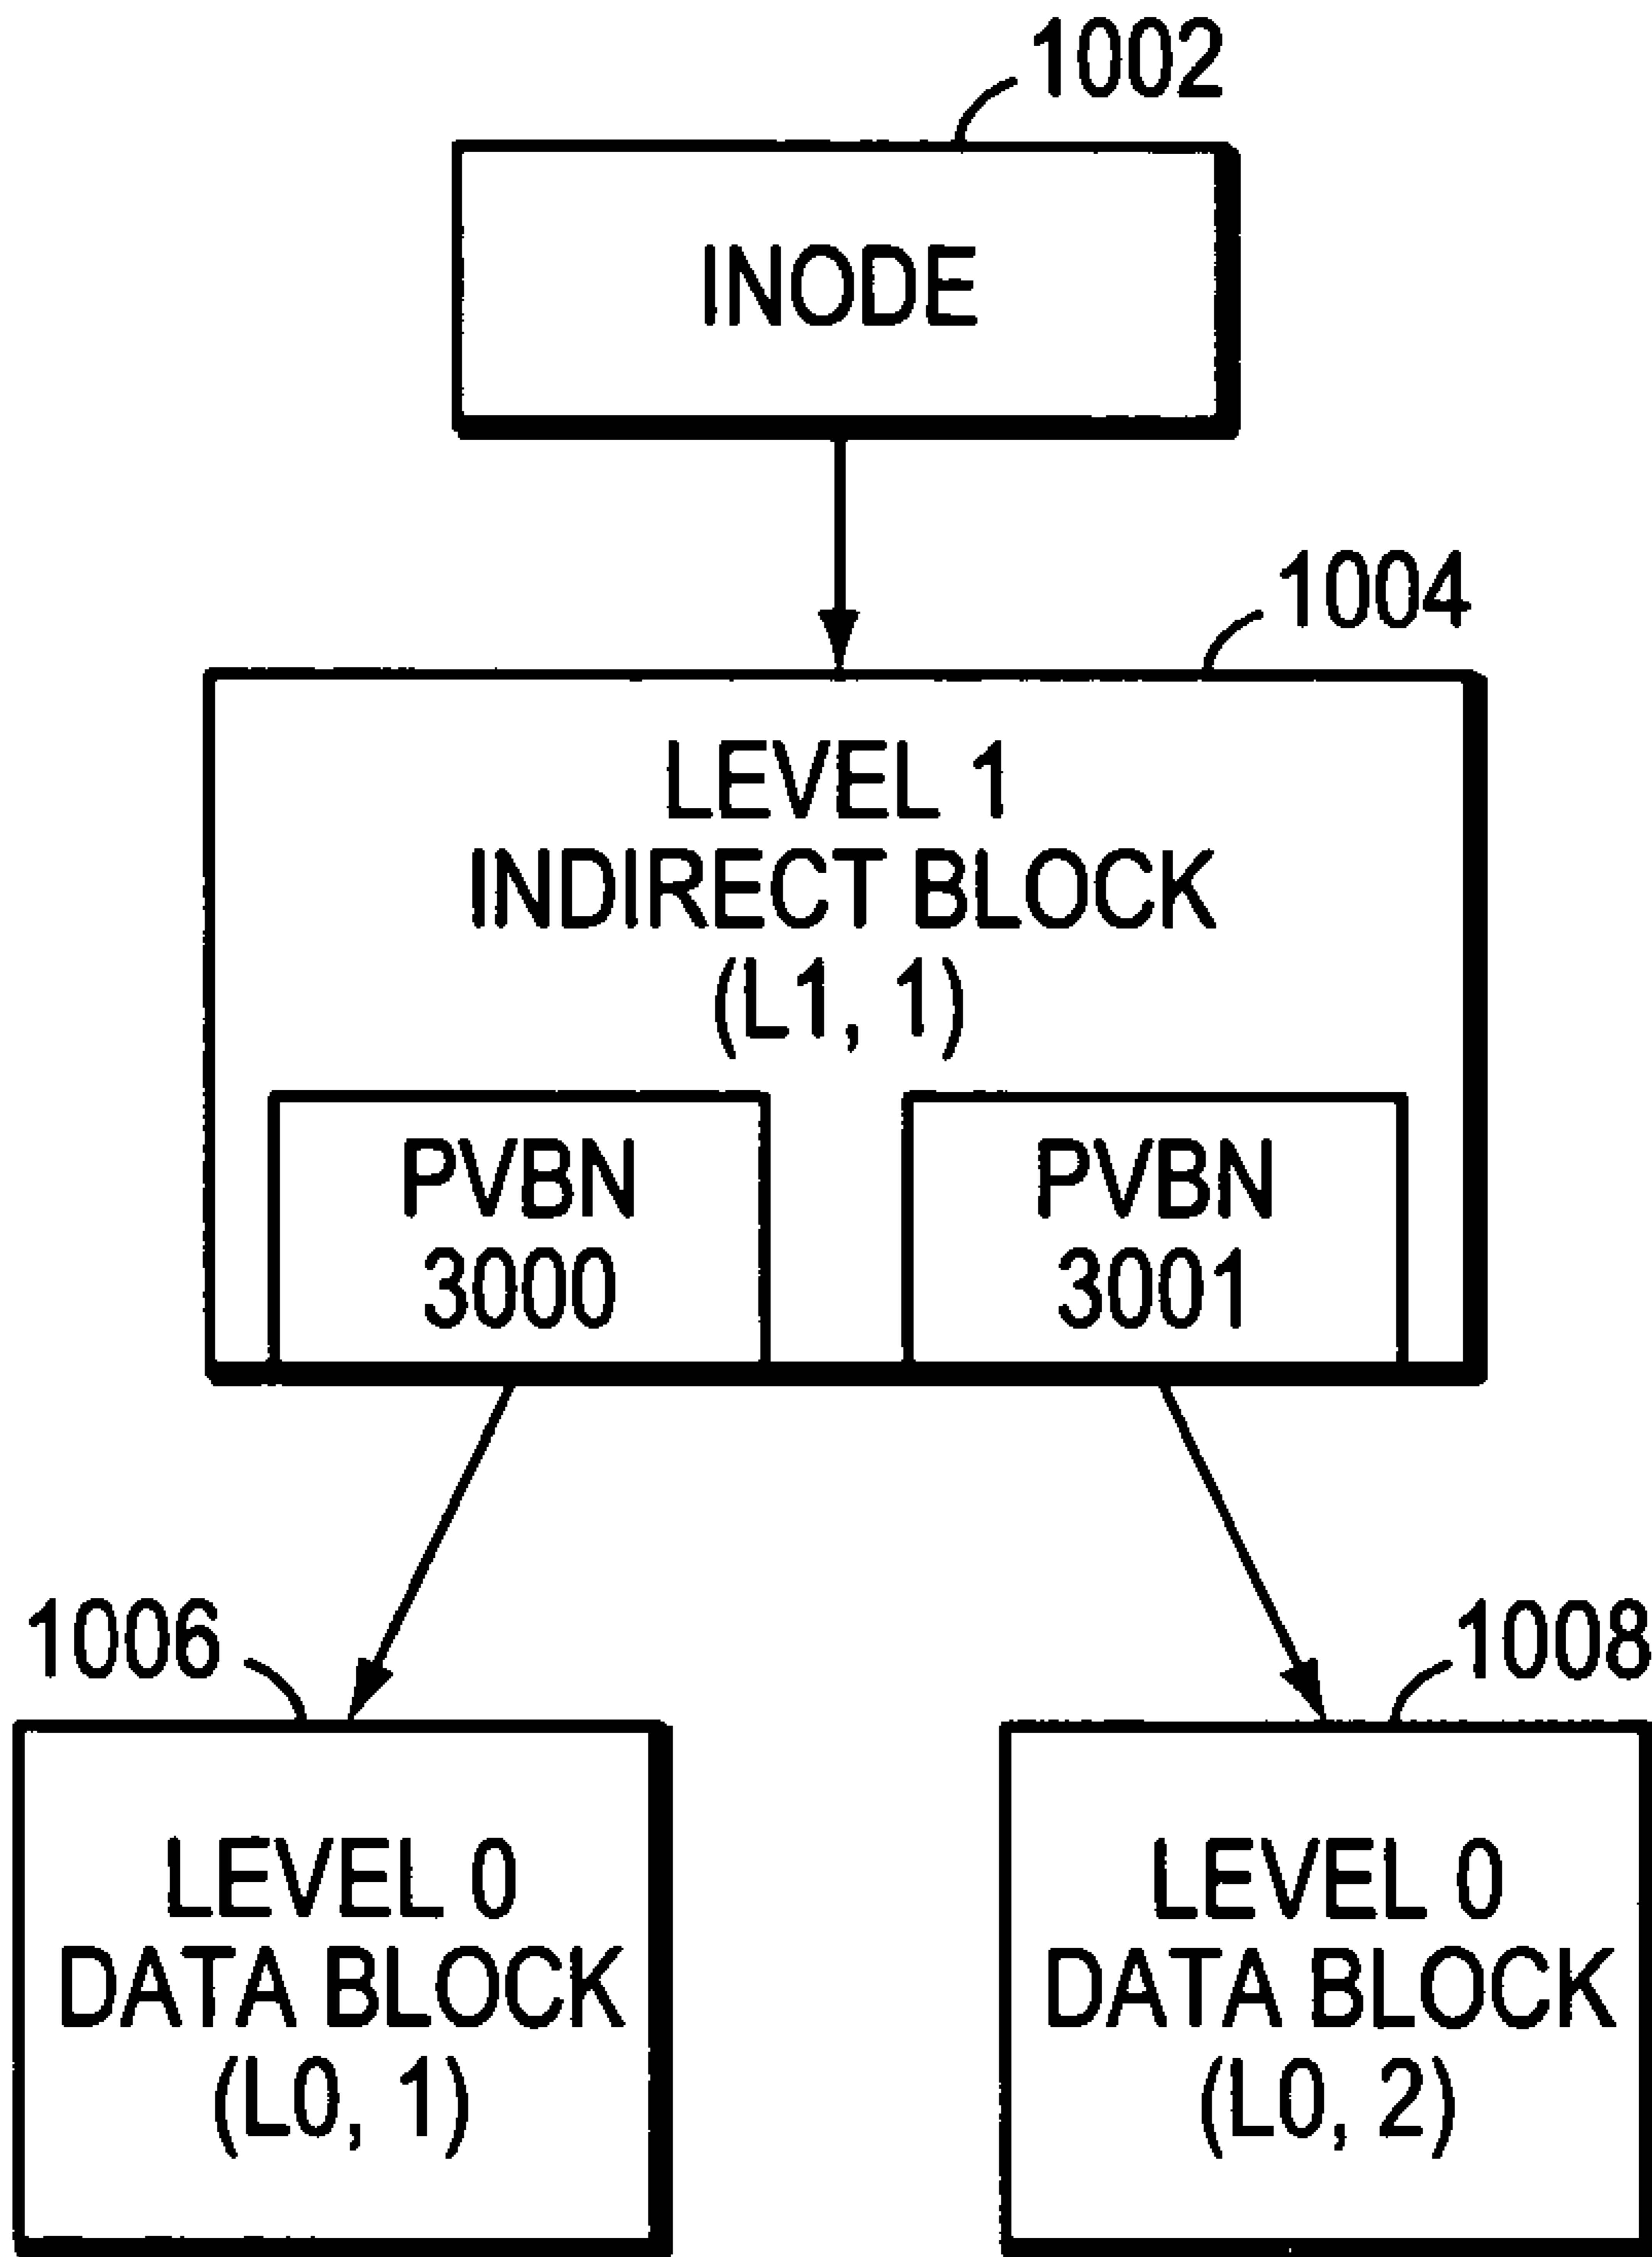 1002
INODE
1004
LEVEL 1
INDIRECT BLOCK
(L1, 1)
PVBN
3000
PVBN
3001
1006
1008
LEVEL 0
DATA BLOCK
(L0, 1)
LEVEL 0
DATA BLOCK
(L0, 2)